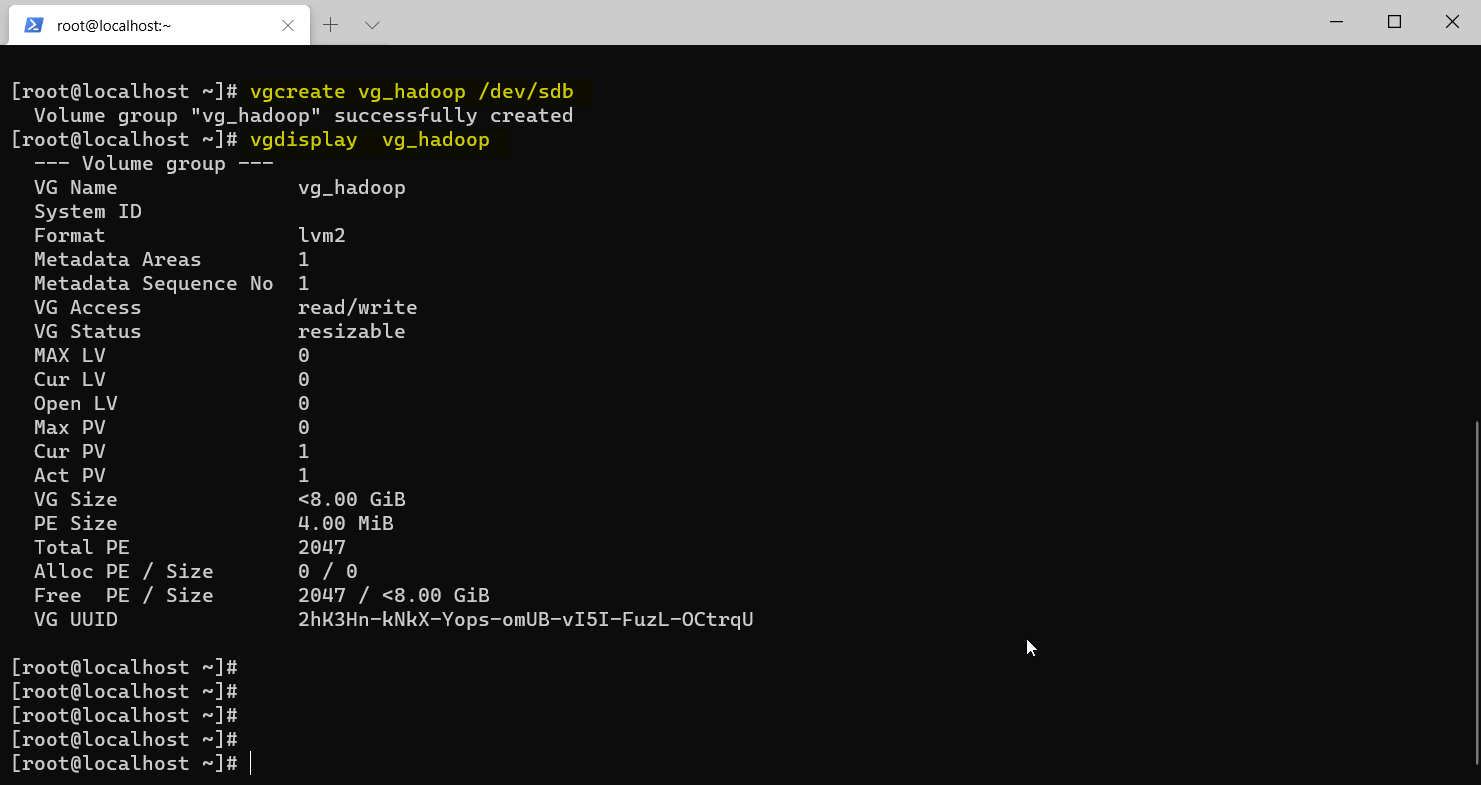 root@localhost:~
[root@localhost ~]# vgcreate vg_hadoop /dev/sdb
  Volume group "vg_hadoop" successfully created
[root@localhost ~]# vgdisplay  vg_hadoop
  --- Volume group ---
  VG Name               vg_hadoop
  System ID
  Format                lvm2
  Metadata Areas        1
  Metadata Sequence No  1
  VG Access             read/write
  VG Status             resizable
  MAX LV                0
  Cur LV                0
  Open LV               0
  Max PV                0
  Cur PV                1
  Act PV                1
  VG Size               <8.00 GiB
  PE Size               4.00 MiB
  Total PE              2047
  Alloc PE / Size       0 / 0
  Free  PE / Size       2047 / <8.00 GiB
  VG UUID               2hK3Hn-kNkX-Yops-omUB-vI5I-FuzL-OCtrqU
[root@localhost ~]#
[root@localhost ~]#
[root@localhost ~]#
[root@localhost ~]#
[root@localhost ~]#